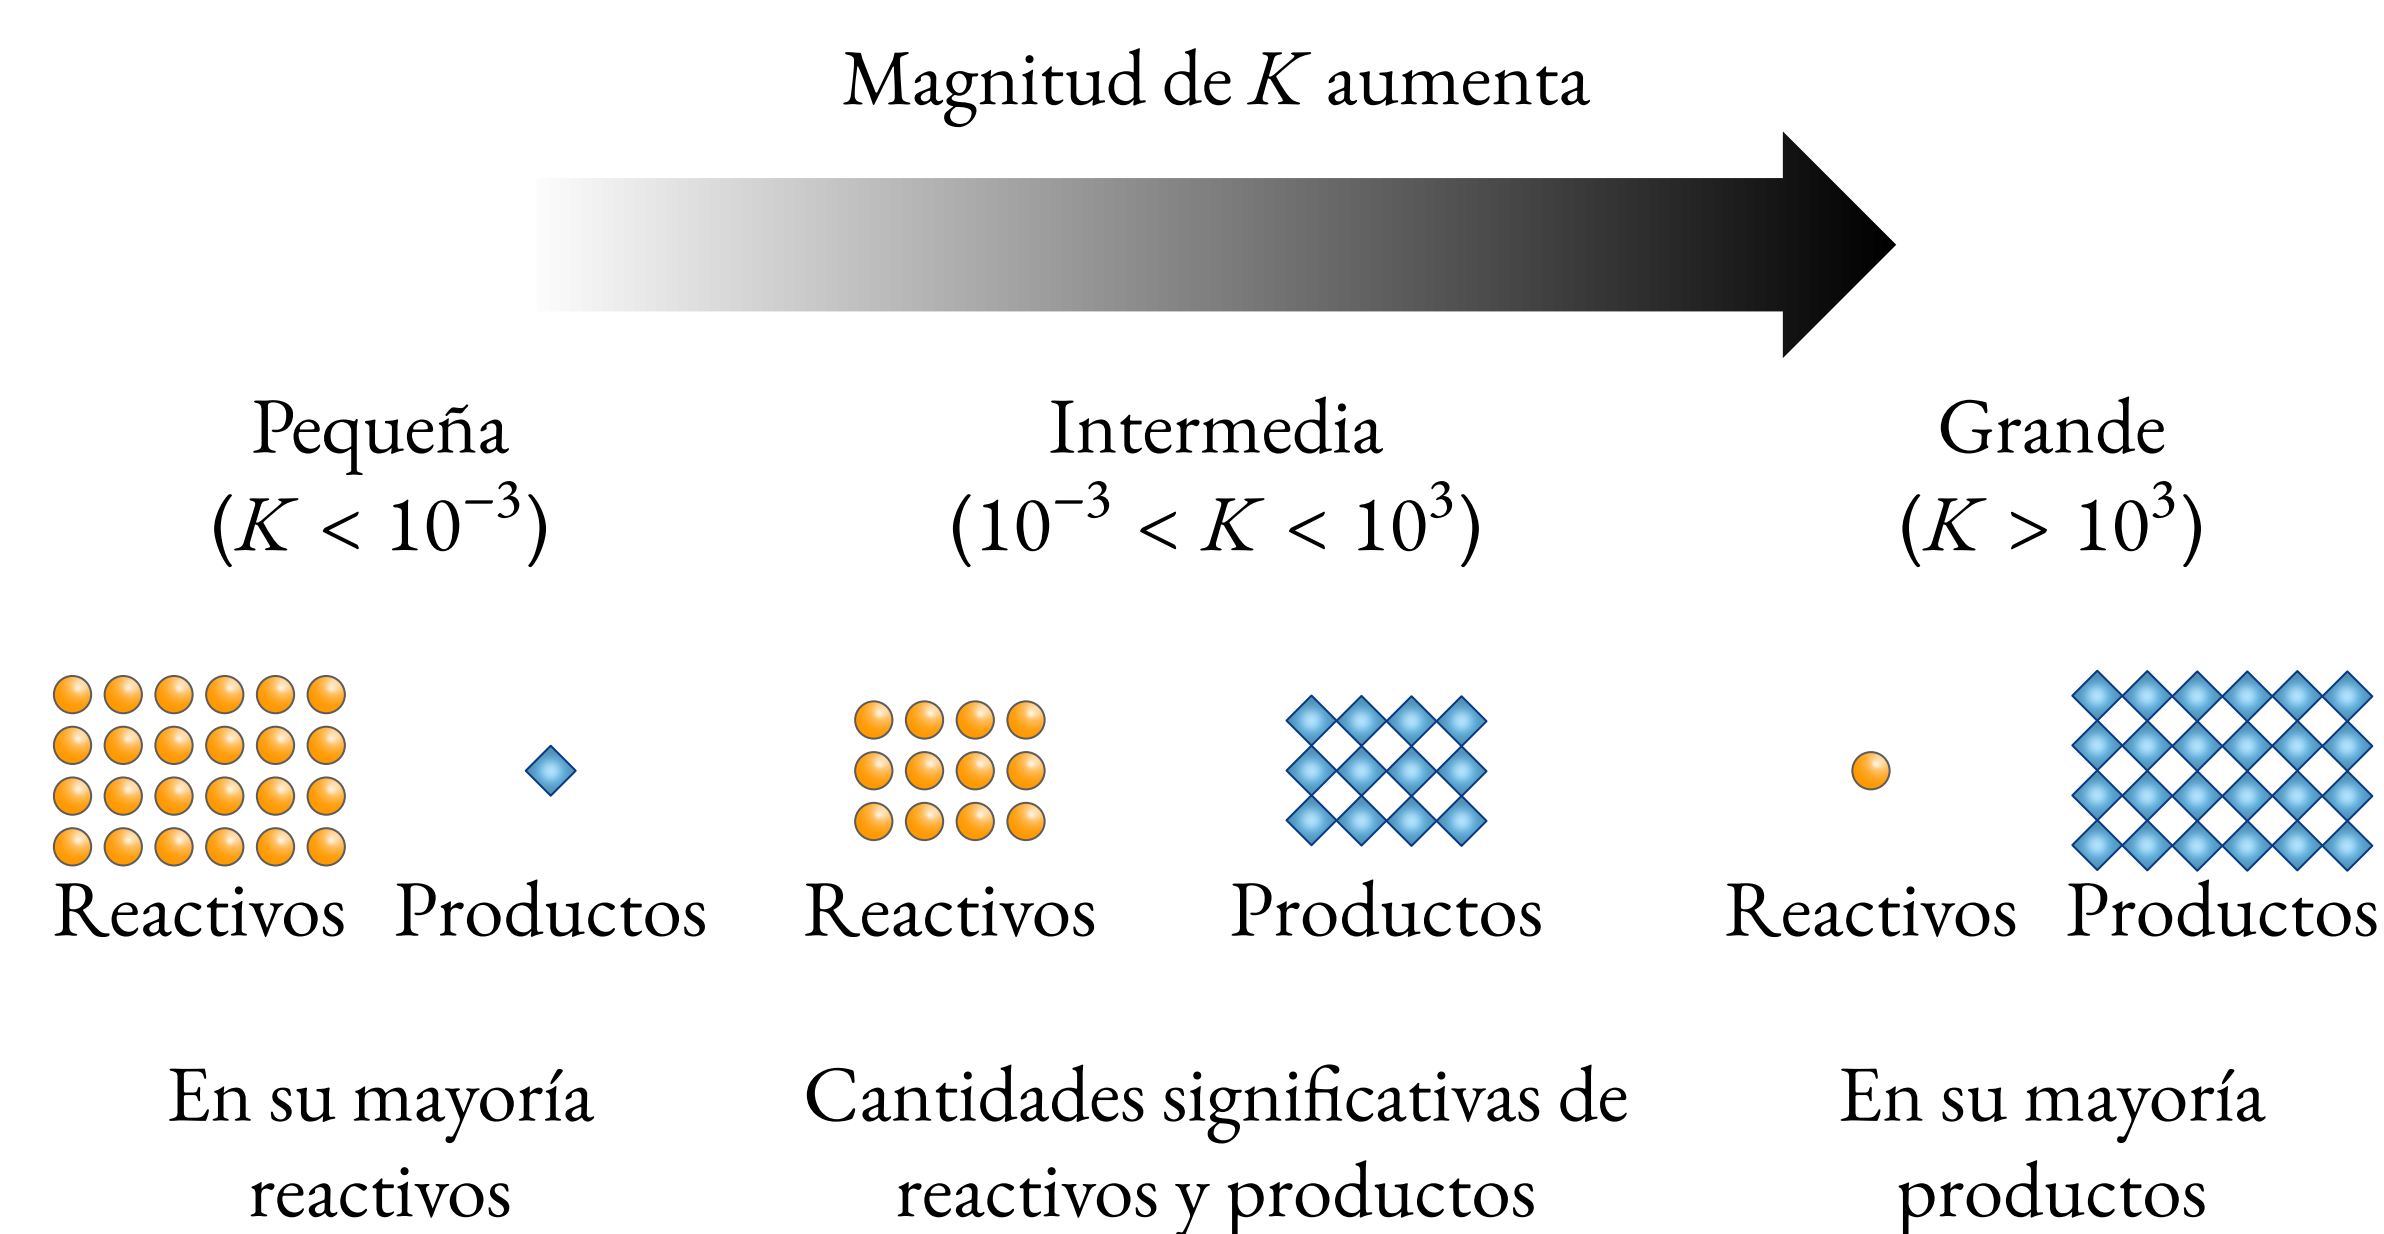 Magnitud de K aumenta
Pequeña
(K < 10⁻³)
Intermedia
(10⁻³ < K < 10³)
Grande
(K > 10³)
Reactivos Productos
Reactivos Productos
Reactivos Productos
En su mayoría
reactivos
Cantidades significativas de
reactivos y productos
En su mayoría
productos